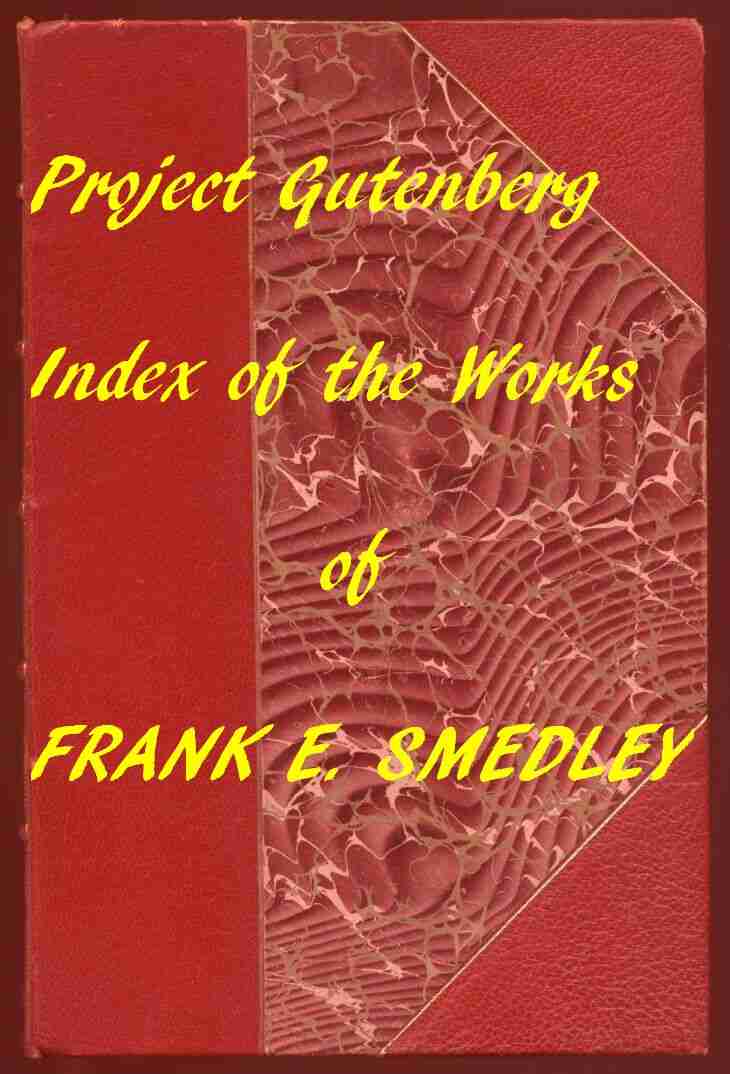 Project Gutenberg
Index of the Works
of
FRANK E. SMEDLEY